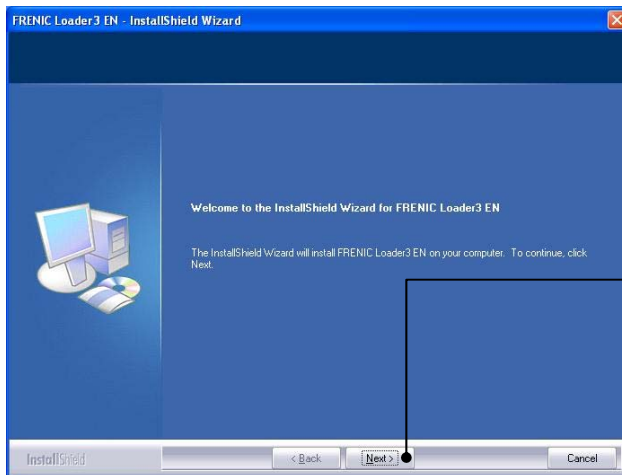 FRENIC Loader3 EN - InstallShield Wizard
Welcome to the InstallShield Wizard for FRENIC Loader3 EN
The InstallShield Wizard will install FRENIC Loader3 EN on your computer. To continue, click
Next.
InstallShield
< Back
Next >
Cancel